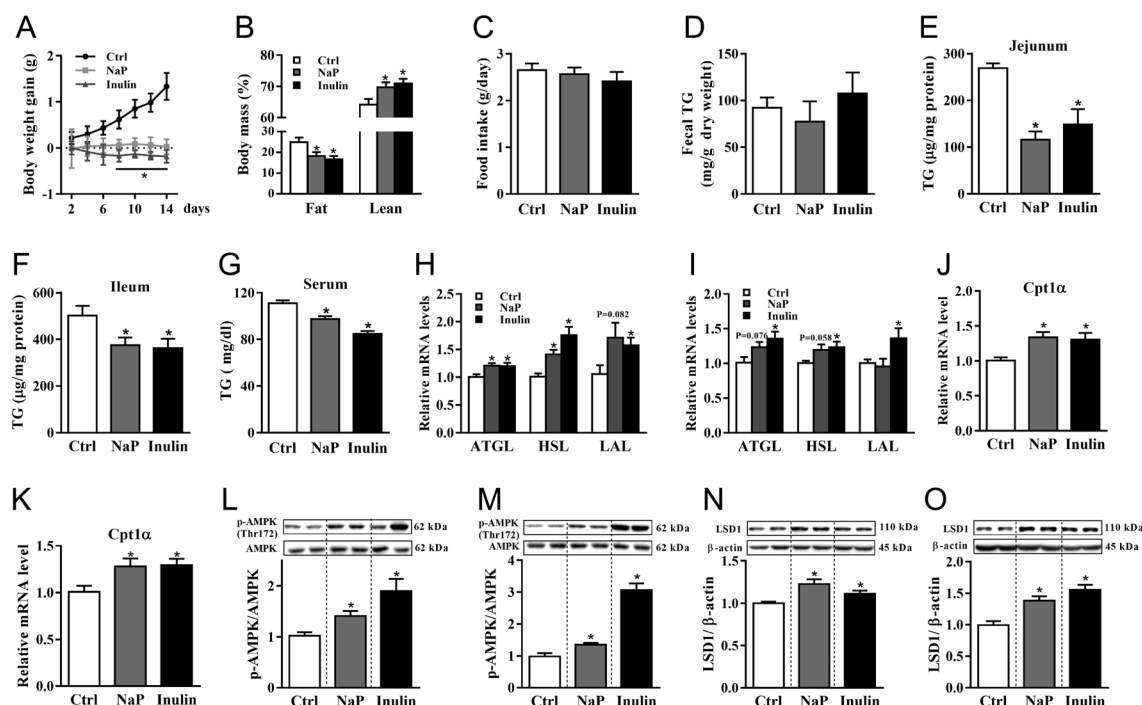 A
Body weight gain (g)
Ctrl
NaP
Inulin
2
1
0
-1
2 6 10 14 days
*
B
Body mass (%)
80
70
60
30
20
10
0
* *
* *
Fat Lean
C
Food intake (g/day)
3
2
1
0
Ctrl NaP Inulin
D
Fecal TG
(mg/g dry weight)
150
100
50
0
Ctrl NaP Inulin
E
Jejunum
TG (μg/mg protein)
300
200
100
0
* *
Ctrl NaP Inulin
F
Ileum
TG (μg/mg protein)
600
400
200
0
* *
Ctrl NaP Inulin
G
Serum
TG ( mg/dl)
120
80
40
0
* *
Ctrl NaP Inulin
H
Relative mRNA levels
Ctrl
NaP
Inulin
P=0.082
2.0
1.5
1.0
0.5
0.0
* * * * *
ATGL HSL LAL
I
Relative mRNA levels
Ctrl
NaP
Inulin
P=0.076 P=0.058
2.0
1.5
1.0
0.5
0.0
* * *
ATGL HSL LAL
J
Cpt1α
Relative mRNA level
2.0
1.5
1.0
0.5
0.0
* *
Ctrl NaP Inulin
K
Cpt1α
Relative mRNA level
1.5
1.0
0.5
0.0
* *
Ctrl NaP Inulin
L
p-AMPK
(Thr172)
62 kDa
AMPK
62 kDa
p-AMPK/AMPK
3
2
1
0
* *
Ctrl NaP Inulin
M
p-AMPK
(Thr172)
62 kDa
AMPK
62 kDa
p-AMPK/AMPK
4
3
2
1
0
* *
Ctrl NaP Inulin
N
LSD1
110 kDa
β-actin
45 kDa
LSD1/ β-actin
1.5
1.0
0.5
0.0
* *
Ctrl NaP Inulin
O
LSD1
110 kDa
β-actin
45 kDa
LSD1/ β-actin
2.0
1.5
1.0
0.5
0.0
* *
Ctrl NaP Inulin